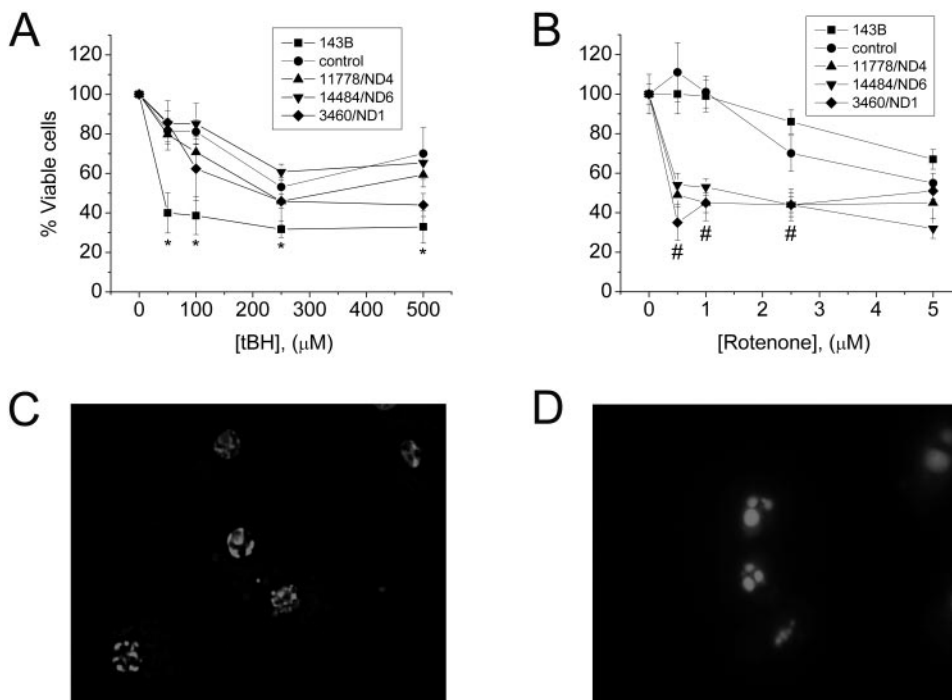 A
143B
control
11778/ND4
14484/ND6
3460/ND1
120
100
80
60
40
20
0
% Viable cells
* * * *
0 100 200 300 400 500
[tBH], (μM)
B
143B
control
11778/ND4
14484/ND6
3460/ND1
120
100
80
60
40
20
0
# # #
0 1 2 3 4 5
[Rotenone], (μM)
C
D